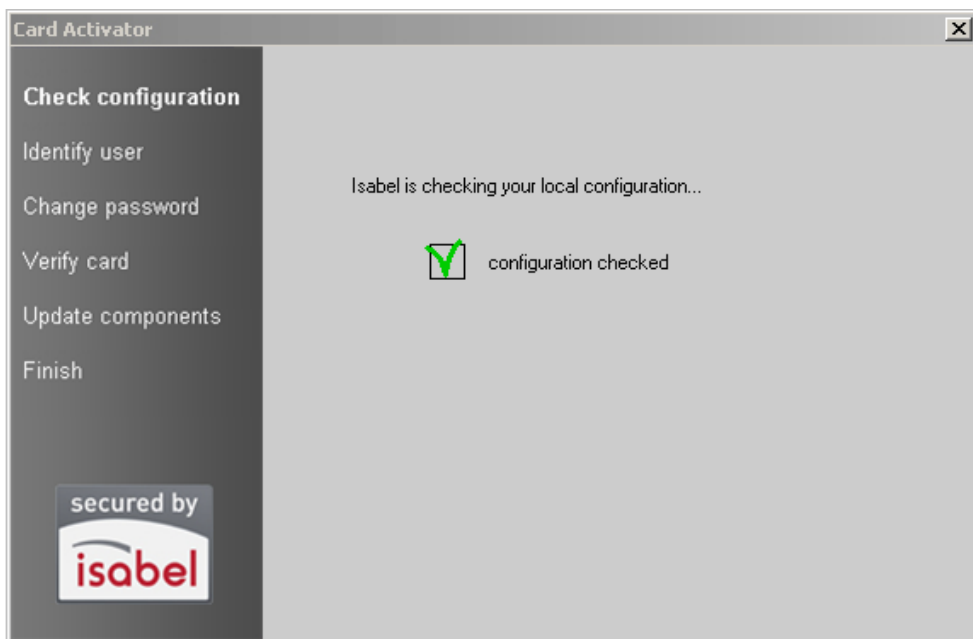 Card Activator
Check configuration
Identify user
Change password
Verify card
Update components
Finish
Isabel is checking your local configuration...
configuration checked
secured by
isabel